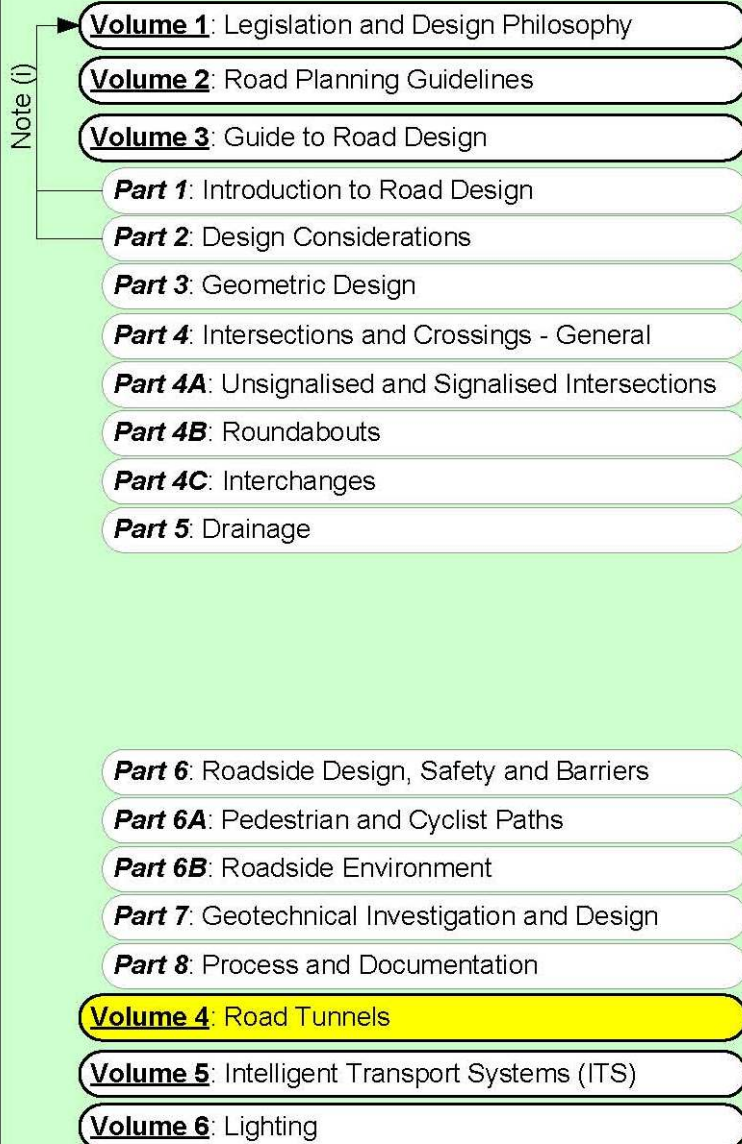 Note (i)
Volume 1: Legislation and Design Philosophy
Volume 2: Road Planning Guidelines
Volume 3: Guide to Road Design
Part 1: Introduction to Road Design
Part 2: Design Considerations
Part 3: Geometric Design
Part 4: Intersections and Crossings - General
Part 4A: Unsignalised and Signalised Intersections
Part 4B: Roundabouts
Part 4C: Interchanges
Part 5: Drainage
Part 6: Roadside Design, Safety and Barriers
Part 6A: Pedestrian and Cyclist Paths
Part 6B: Roadside Environment
Part 7: Geotechnical Investigation and Design
Part 8: Process and Documentation
Volume 4: Road Tunnels
Volume 5: Intelligent Transport Systems (ITS)
Volume 6: Lighting